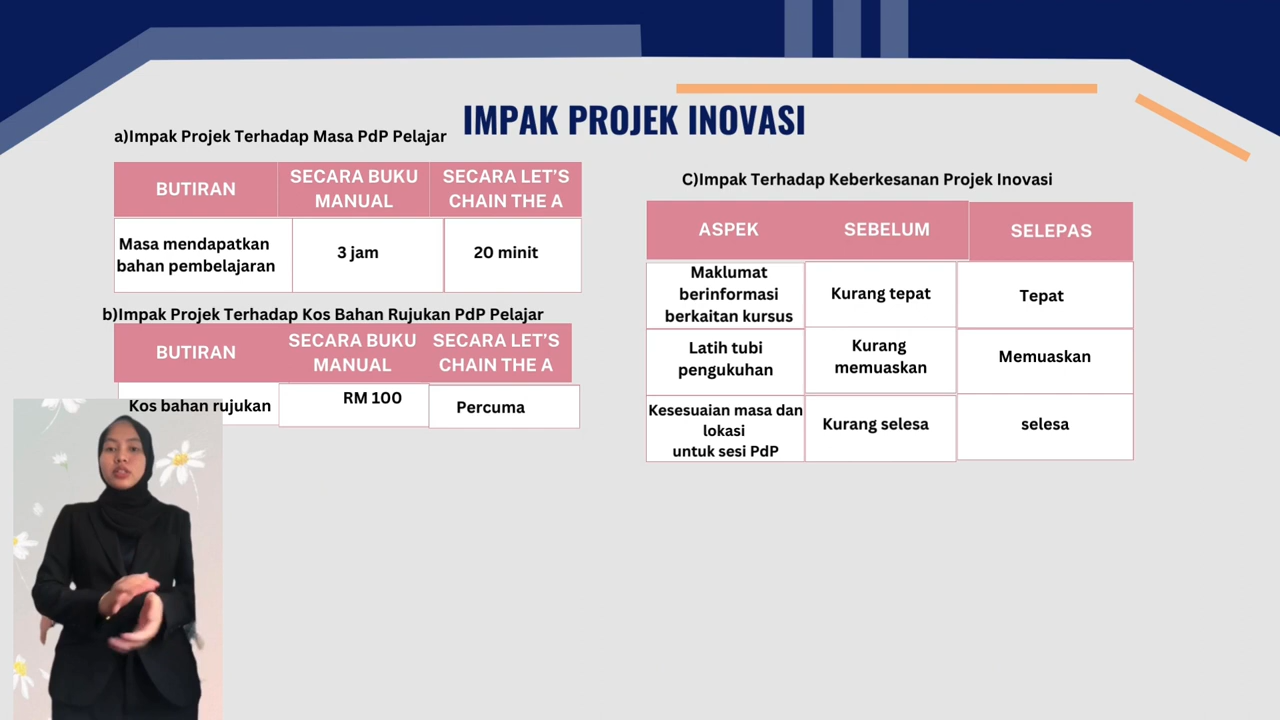 IMPAK PROJEK INOVASI
a)Impak Projek Terhadap Masa PdP Pelajar
BUTIRAN
SECARA BUKU
MANUAL
SECARA LET’S
CHAIN THE A
Masa mendapatkan
bahan pembelajaran
3 jam
20 minit
b)Impak Projek Terhadap Kos Bahan Rujukan PdP Pelajar
BUTIRAN
SECARA BUKU
MANUAL
SECARA LET’S
CHAIN THE A
Kos bahan rujukan
RM 100
Percuma
C)Impak Terhadap Keberkesanan Projek Inovasi
ASPEK
SEBELUM
SELEPAS
Maklumat
berinformasi
berkaitan kursus
Kurang tepat
Tepat
Latih tubi
pengukuhan
Kurang
memuaskan
Memuaskan
Kesesuaian masa dan
lokasi
untuk sesi PdP
Kurang selesa
selesa